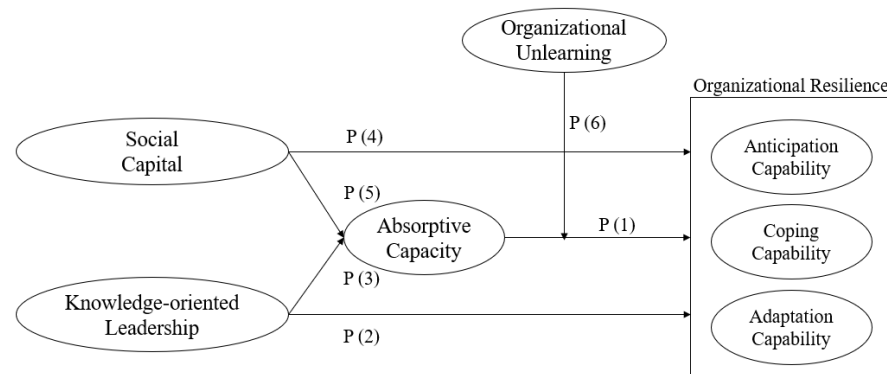 Organizational
Unlearning
Organizational Resilience
Social
Capital
P (4)
P (6)
Anticipation
Capability
P (5)
Absorptive
Capacity
P (1)
Coping
Capability
P (3)
Knowledge-oriented
Leadership
P (2)
Adaptation
Capability